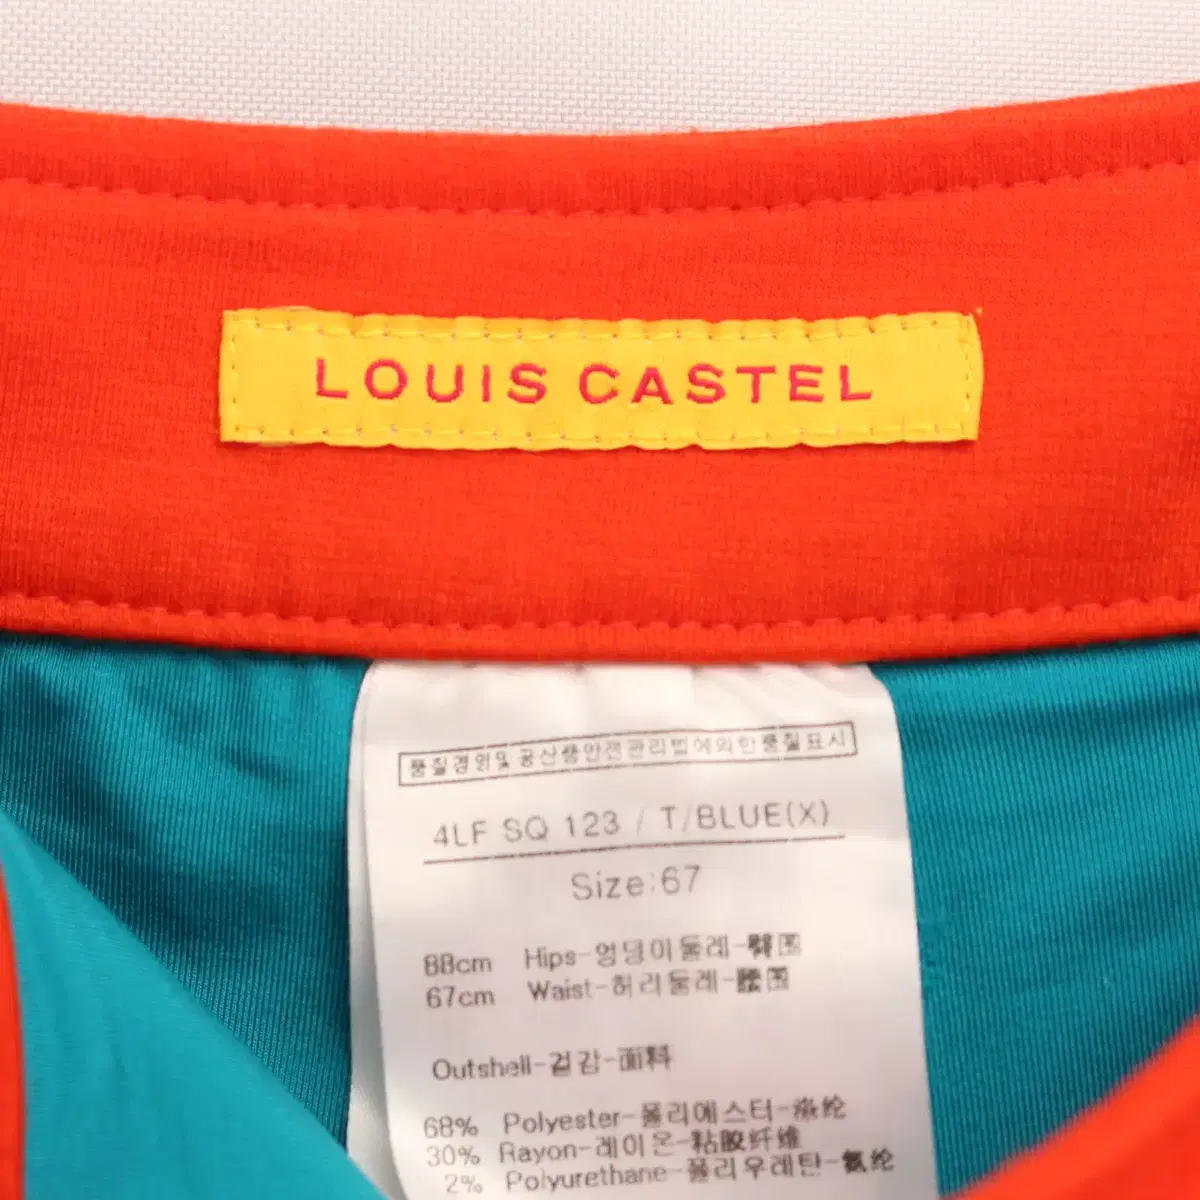 LOUIS CASTEL
품질경영및 공산품안전관리법에의한품질표시
4LF SQ 123 / T/BLUE(X)
Size:67
88cm Hips-엉덩이둘레-臀围
67cm Waist-허리둘레-腰围
Outshell-겉감-面料
68% Polyester-폴리에스터-涤纶
30% Rayon-레이온-粘胶纤维
2% Polyurethane-폴리우레탄-氨纶